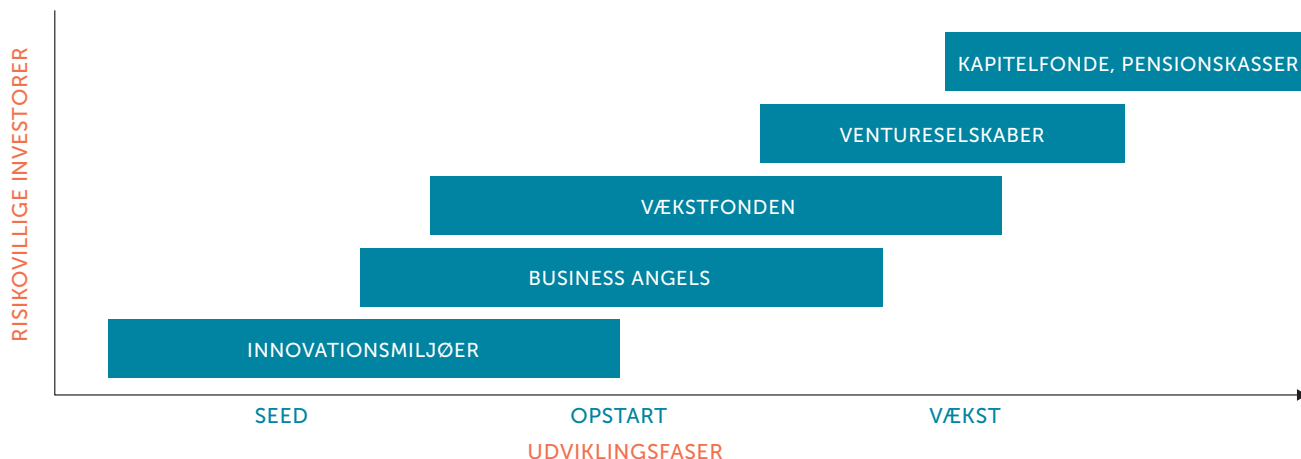 RISIKOVILLIGE INVESTORER
KAPITELFONDE, PENSIONSKASSER
VENTURESELSKABER
VÆKSTFONDEN
BUSINESS ANGELS
INNOVATIONSMILJØER
SEED
OPSTART
VÆKST
UDVIKLINGSFASER